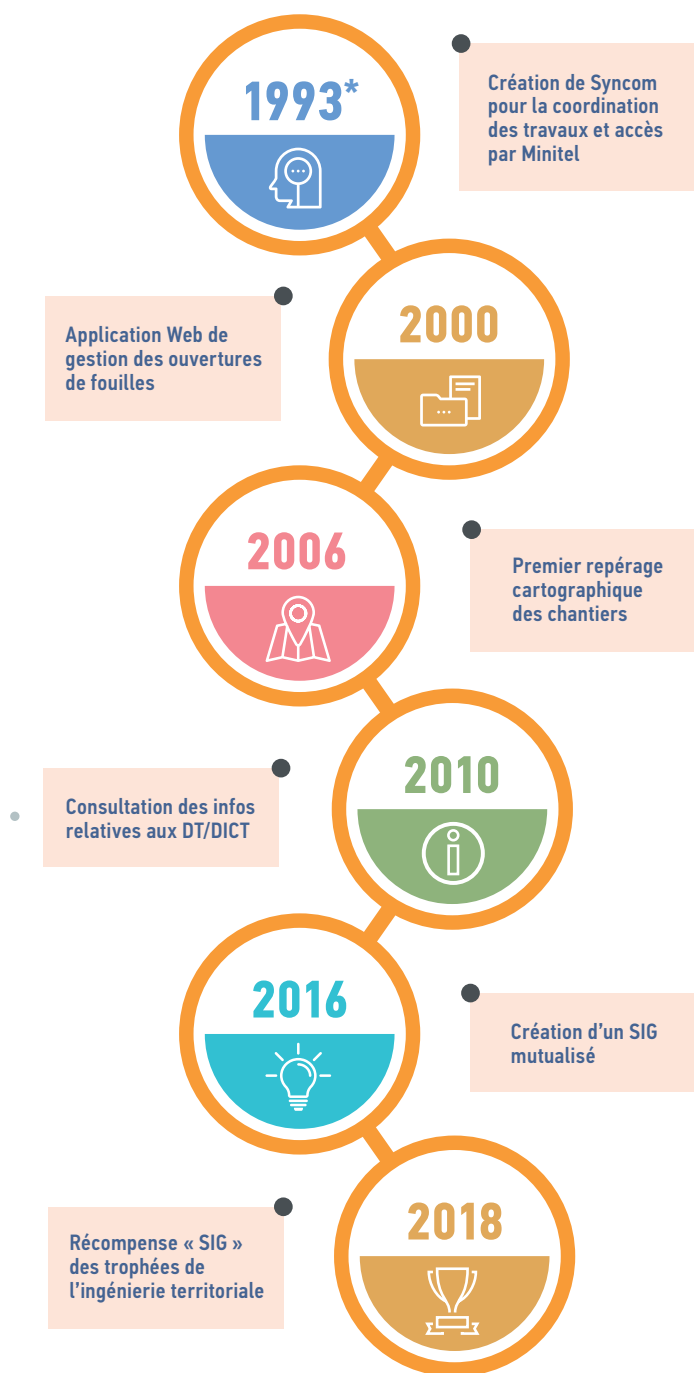 1993*
Création de Syncom
pour la coordination
des travaux et accès
par Minitel
2000
Application Web de
gestion des ouvertures
de fouilles
2006
Premier repérage
cartographique
des chantiers
2010
Consultation des infos
relatives aux DT/DICT
2016
Création d'un SIG
mutualisé
2018
Récompense « SIG »
des trophées de
l'ingénierie territoriale